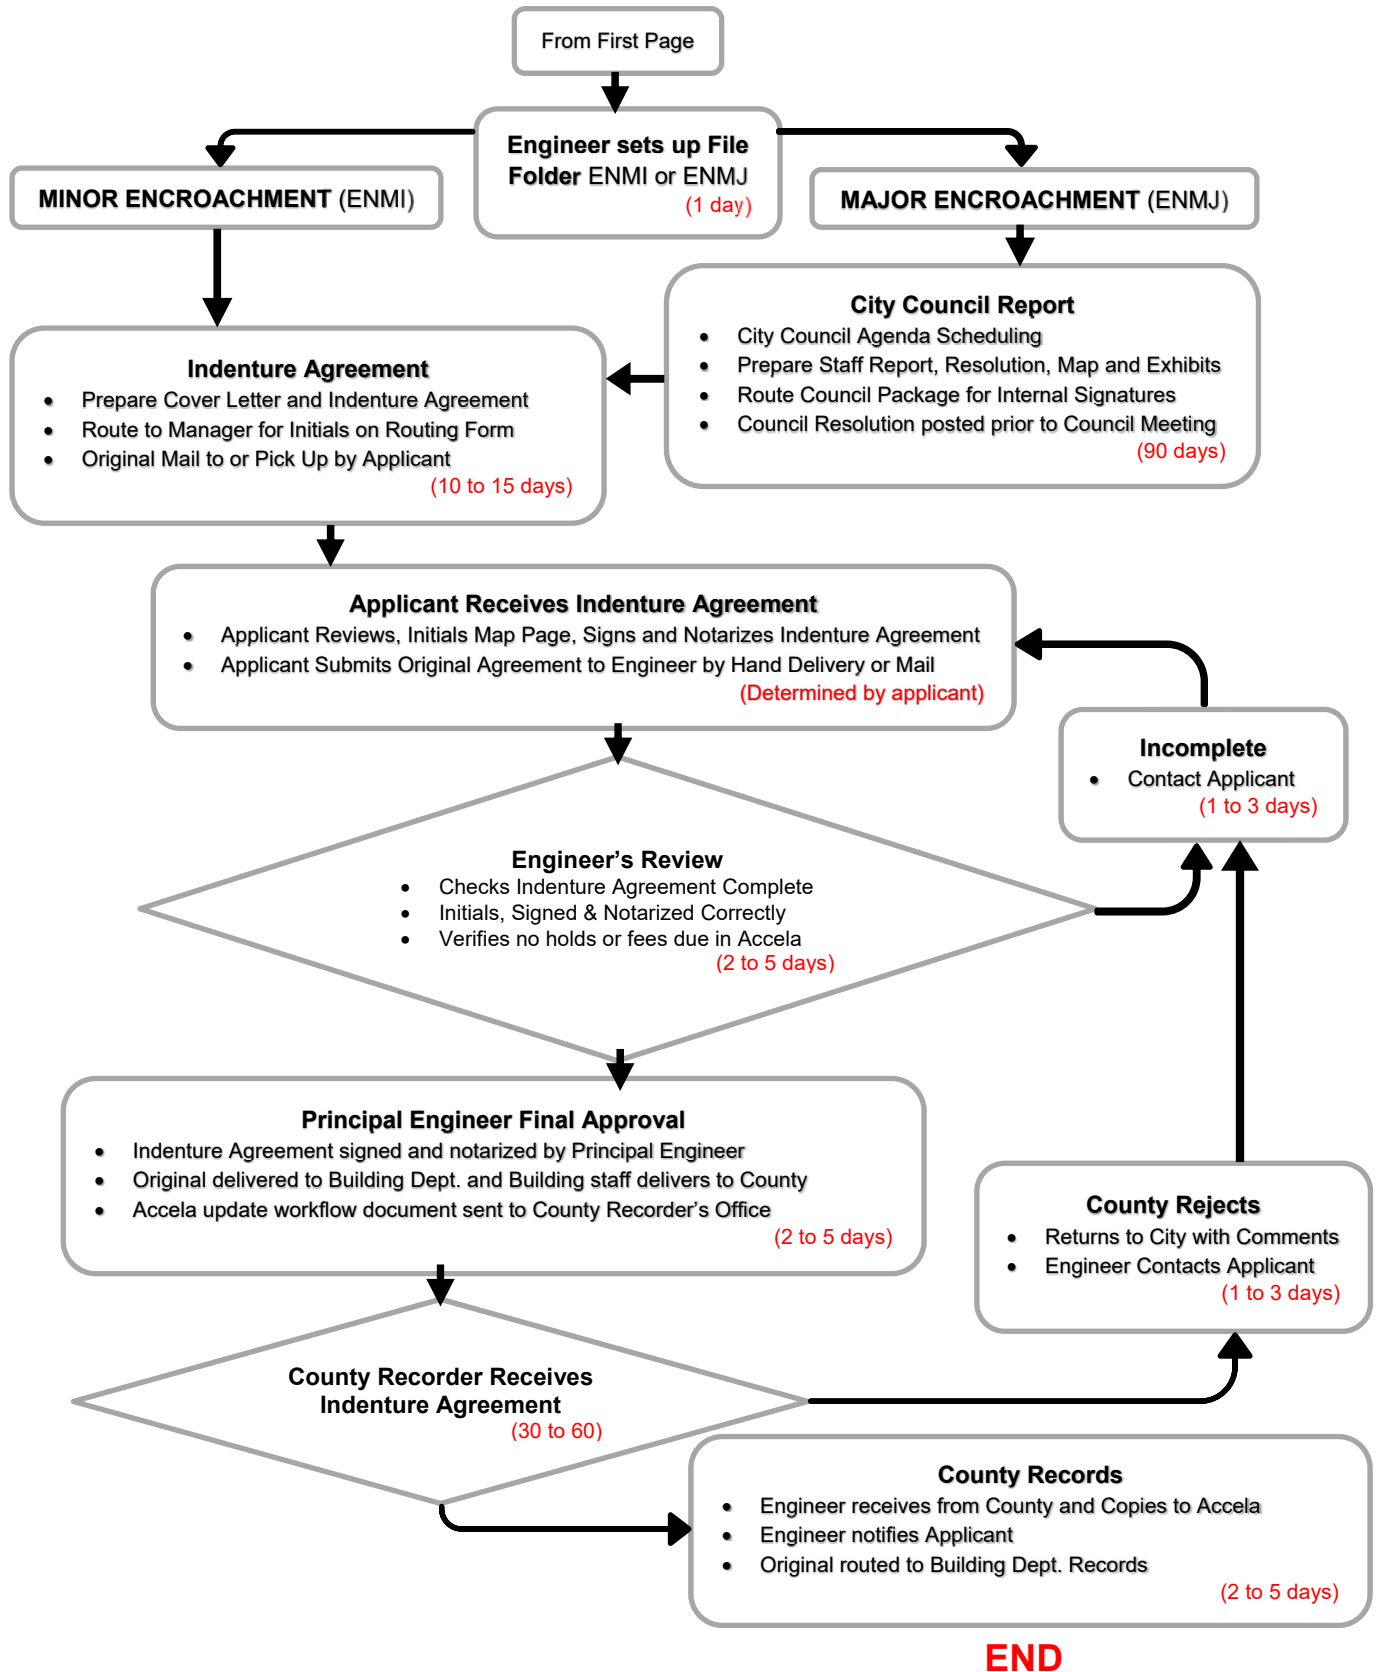 From First Page
Engineer sets up File
Folder ENMI or ENMJ
(1 day)
MINOR ENCROACHMENT (ENMI)
MAJOR ENCROACHMENT (ENMJ)
City Council Report
• City Council Agenda Scheduling
• Prepare Staff Report, Resolution, Map and Exhibits
• Route Council Package for Internal Signatures
• Council Resolution posted prior to Council Meeting
(90 days)
Indenture Agreement
• Prepare Cover Letter and Indenture Agreement
• Route to Manager for Initials on Routing Form
• Original Mail to or Pick Up by Applicant
(10 to 15 days)
Applicant Receives Indenture Agreement
• Applicant Reviews, Initials Map Page, Signs and Notarizes Indenture Agreement
• Applicant Submits Original Agreement to Engineer by Hand Delivery or Mail
(Determined by applicant)
Incomplete
• Contact Applicant
(1 to 3 days)
Engineer’s Review
• Checks Indenture Agreement Complete
• Initials, Signed & Notarized Correctly
• Verifies no holds or fees due in Accela
(2 to 5 days)
Principal Engineer Final Approval
• Indenture Agreement signed and notarized by Principal Engineer
• Original delivered to Building Dept. and Building staff delivers to County
• Accela update workflow document sent to County Recorder’s Office
(2 to 5 days)
County Rejects
• Returns to City with Comments
• Engineer Contacts Applicant
(1 to 3 days)
County Recorder Receives
Indenture Agreement
(30 to 60)
County Records
• Engineer receives from County and Copies to Accela
• Engineer notifies Applicant
• Original routed to Building Dept. Records
(2 to 5 days)
END